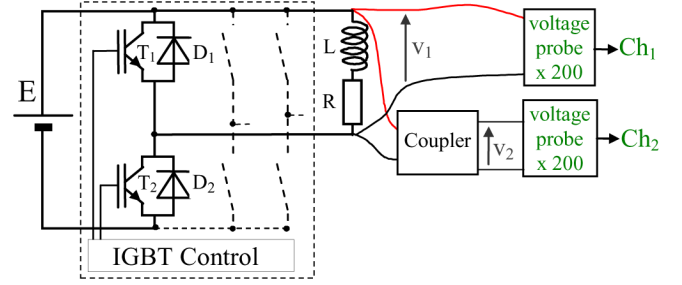 E
T₁
D₁
T₂
D₂
IGBT Control
L
R
v₁
voltage
probe
x 200
Ch₁
Coupler
v₂
voltage
probe
x 200
Ch₂